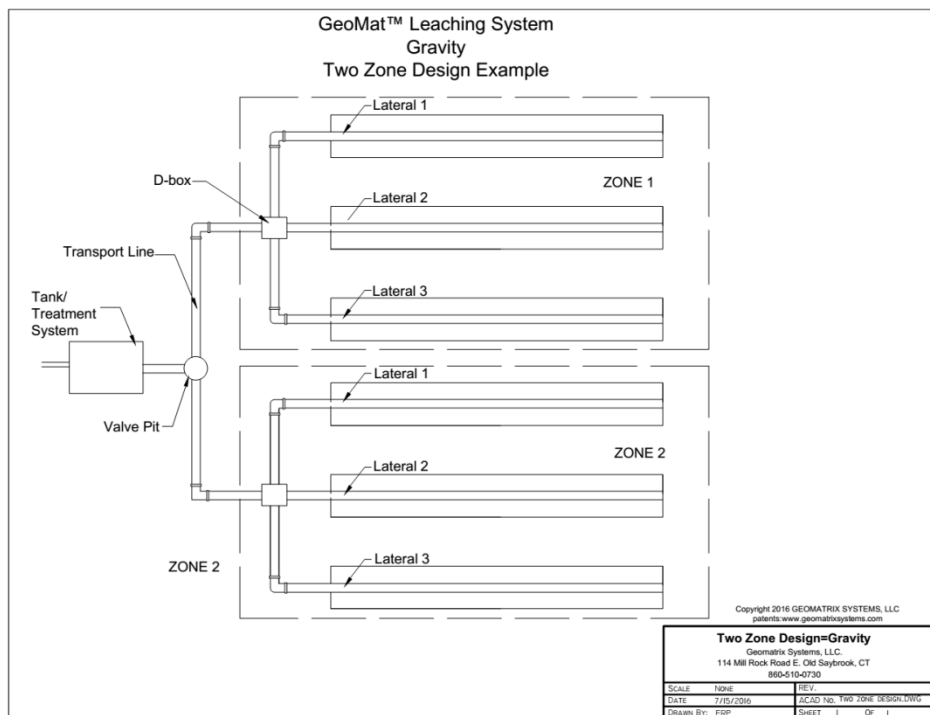 GeoMat™ Leaching System
Gravity
Two Zone Design Example
Lateral 1
D-box
ZONE 1
Lateral 2
Transport Line
Tank/
Treatment
System
Lateral 3
Lateral 1
Valve Pit
ZONE 2
Lateral 2
Lateral 3
ZONE 2
Copyright 2016 GEOMATRIX SYSTEMS, LLC
patents:www.geomatrixsystems.com
Two Zone Design=Gravity
Geomatrix Systems, LLC.
114 Mill Rock Road E. Old Saybrook, CT
860-510-0730
SCALE NONE REV.
DATE 7/15/2016 ACAD No. TWO ZONE DESIGN.DWG
DRAWN BY: ERP SHEET 1 OF 1